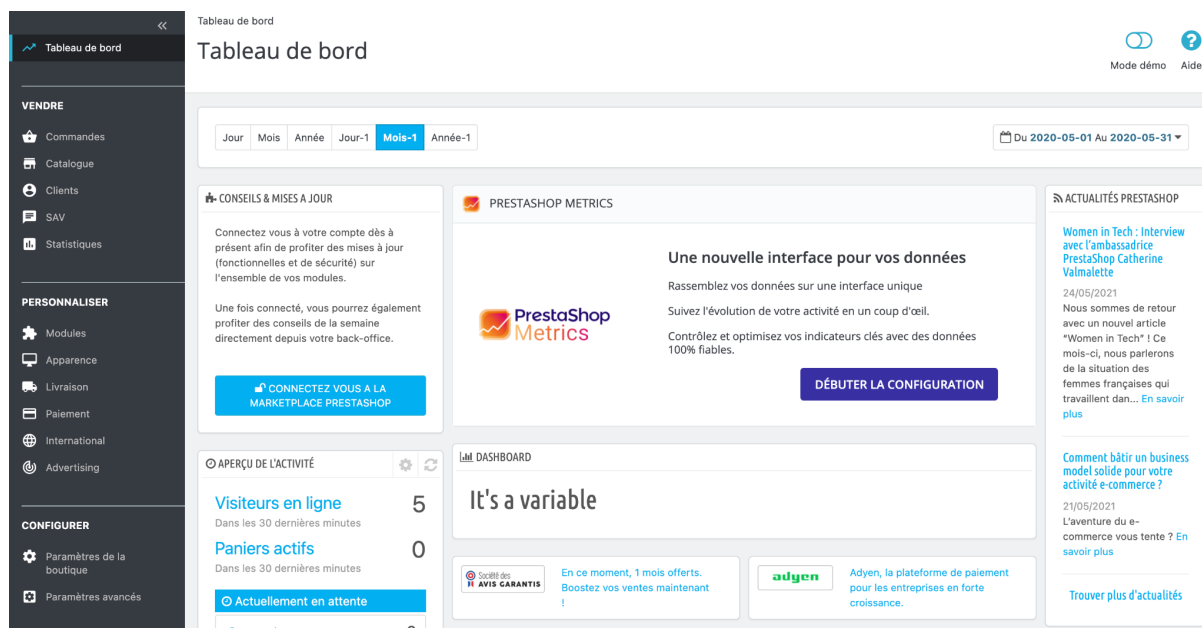 «
Tableau de bord
VENDRE
Commandes
Catalogue
Clients
SAV
Statistiques
PERSONNALISER
Modules
Apparence
Livraison
Paiement
International
Advertising
CONFIGURER
Paramètres de la
boutique
Paramètres avancés
Tableau de bord
Tableau de bord
Mode démo
? Aide
Jour
Mois
Année
Jour-1
Mois-1
Année-1
Du 2020-05-01 Au 2020-05-31
CONSEILS & MISES A JOUR
Connectez vous à votre compte dès à
présent afin de profiter des mises à jour
(fonctionnelles et de sécurité) sur
l'ensemble de vos modules.
Une fois connecté, vous pourrez également
profiter des conseils de la semaine
directement depuis votre back-office.
CONNECTEZ VOUS A LA
MARKETPLACE PRESTASHOP
APERÇU DE L'ACTIVITÉ
Visiteurs en ligne 5
Dans les 30 dernières minutes
Paniers actifs 0
Dans les 30 dernières minutes
Actuellement en attente
PRESTASHOP METRICS
PrestaShop
Metrics
Une nouvelle interface pour vos données
Rassemblez vos données sur une interface unique
Suivez l'évolution de votre activité en un coup d'œil.
Contrôlez et optimisez vos indicateurs clés avec des données
100% fiables.
DÉBUTER LA CONFIGURATION
DASHBOARD
It's a variable
Société des
AVIS GARANTIS
En ce moment, 1 mois offerts.
Boostez vos ventes maintenant
!
adyen
Adyen, la plateforme de paiement
pour les entreprises en forte
croissance.
ACTUALITÉS PRESTASHOP
Women in Tech : Interview
avec l'ambassadrice
PrestaShop Catherine
Valmalette
24/05/2021
Nous sommes de retour
avec un nouvel article
“Women in Tech” ! Ce
mois-ci, nous parlerons
de la situation des
femmes françaises qui
travaillent dan... En savoir
plus
Comment bâtir un business
model solide pour votre
activité e-commerce ?
21/05/2021
L'aventure du e-
commerce vous tente ? En
savoir plus
Trouver plus d'actualités